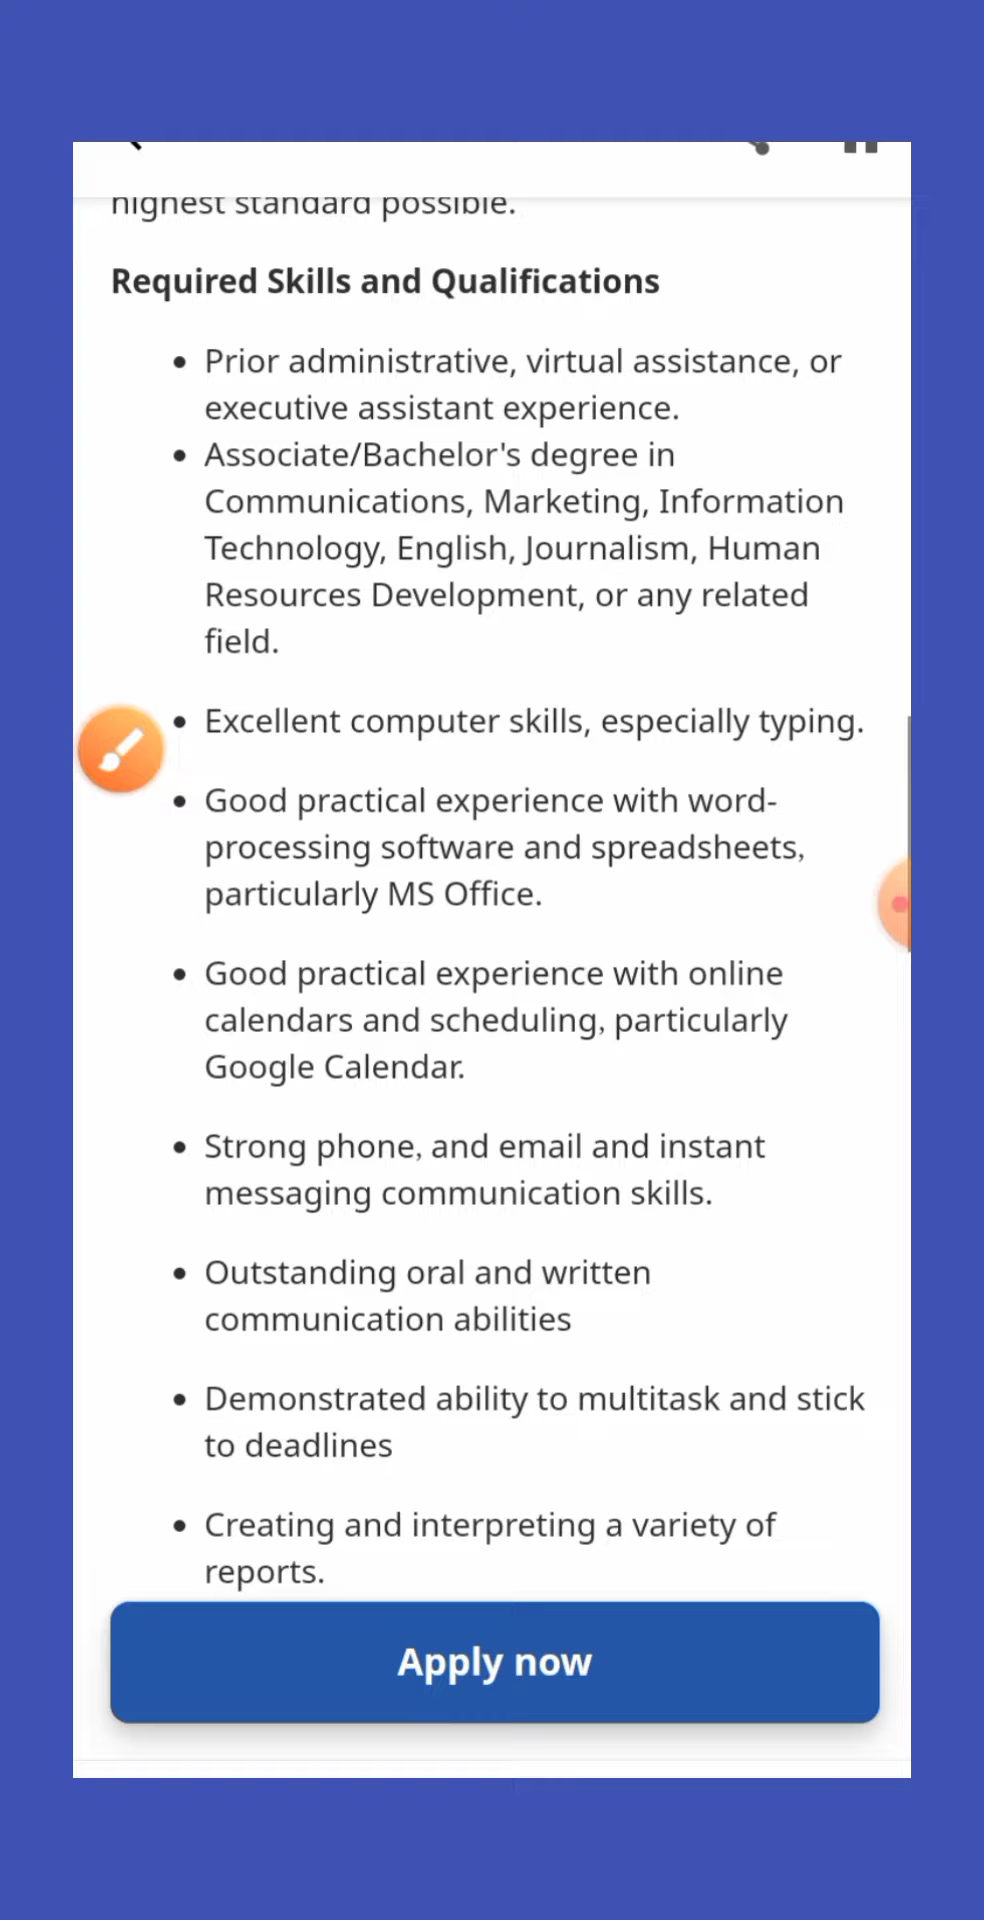 highest standard possible.
Required Skills and Qualifications
• Prior administrative, virtual assistance, or
executive assistant experience.
• Associate/Bachelor's degree in
Communications, Marketing, Information
Technology, English, Journalism, Human
Resources Development, or any related
field.
• Excellent computer skills, especially typing.
• Good practical experience with word-
processing software and spreadsheets,
particularly MS Office.
• Good practical experience with online
calendars and scheduling, particularly
Google Calendar.
• Strong phone, and email and instant
messaging communication skills.
• Outstanding oral and written
communication abilities
• Demonstrated ability to multitask and stick
to deadlines
• Creating and interpreting a variety of
reports.
Apply now